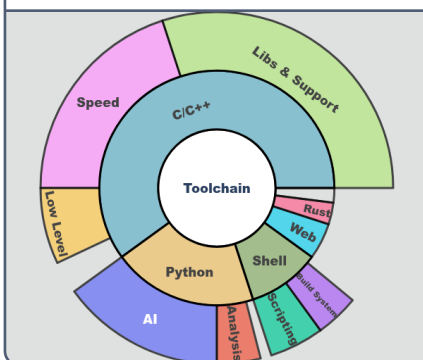 Libs & Support
Speed
C/C++
Toolchain
Low Level
Rust
Web
Shell
Python
Build System
Scripting
AI
Analysis